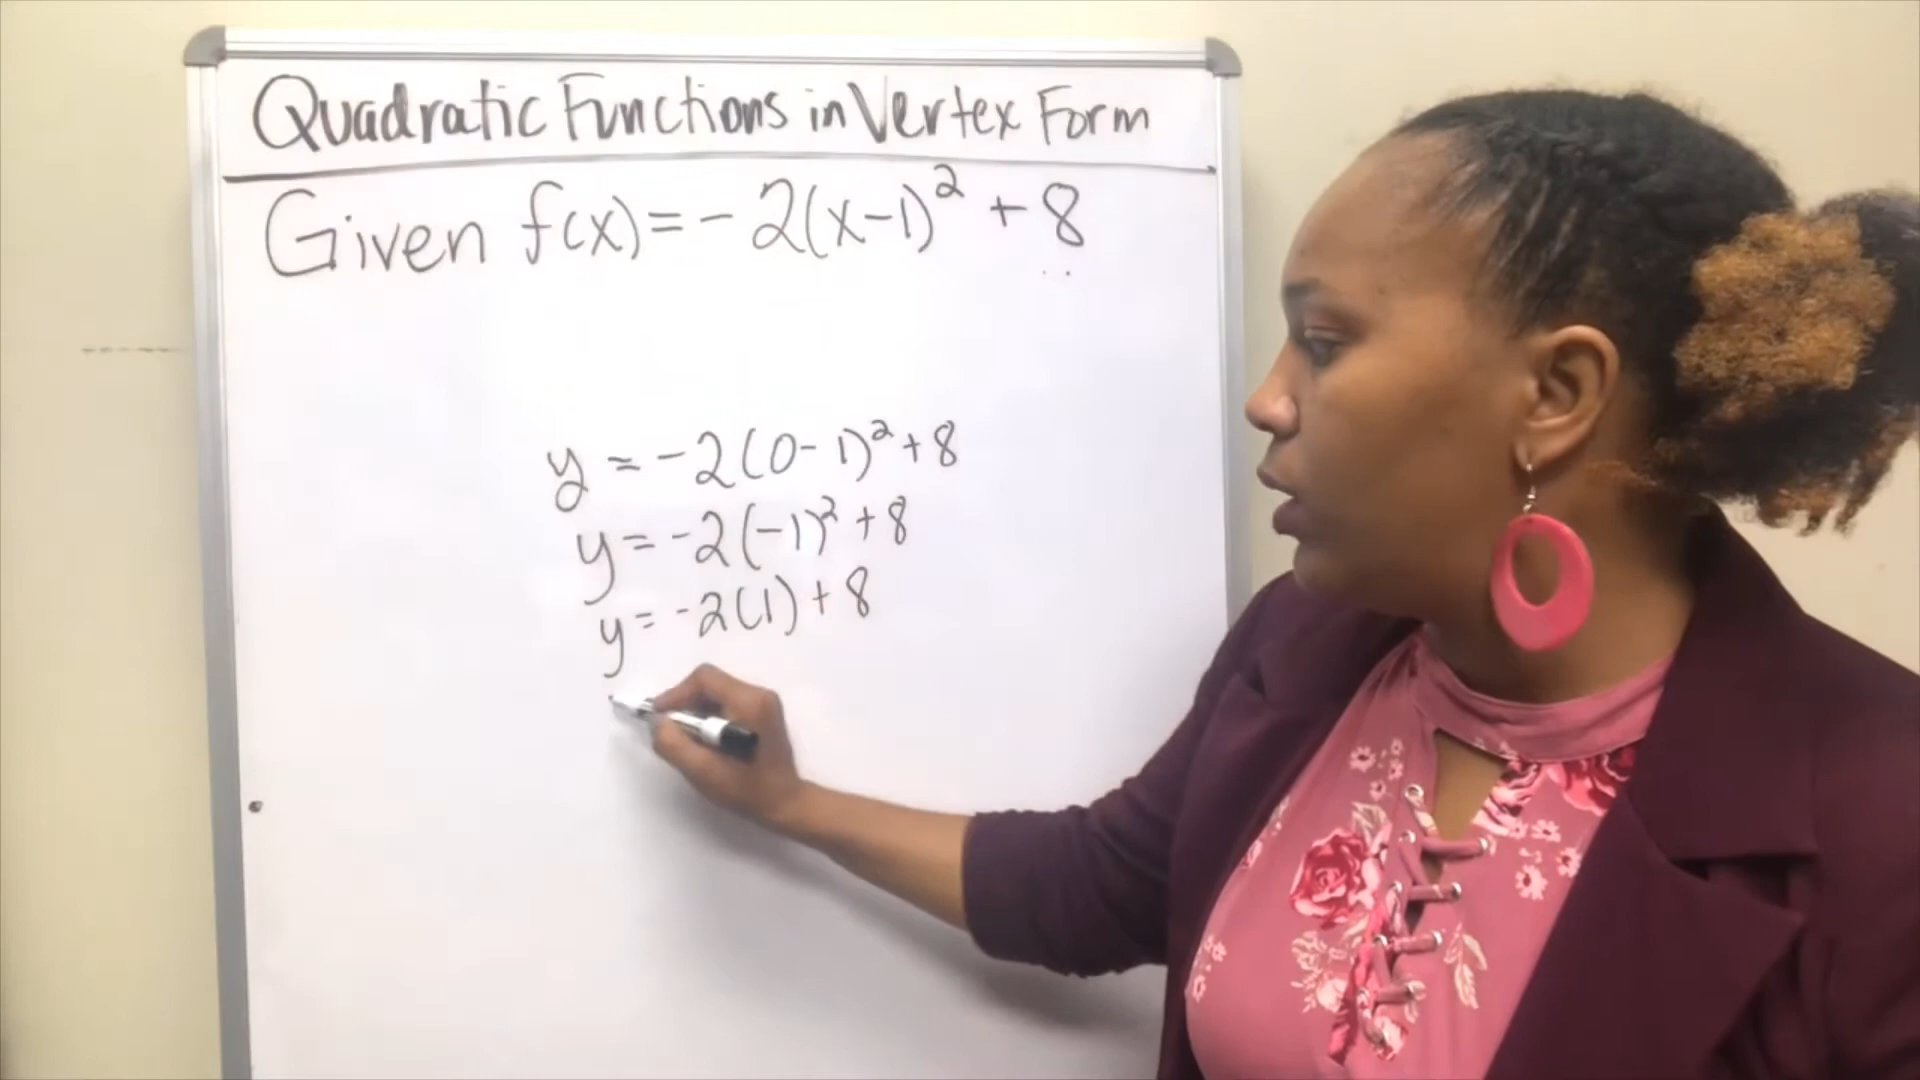 Quadratic Functions in Vertex Form
Given f(x) = -2(x-1)² + 8
y = -2(0-1)² + 8
y = -2(-1)² + 8
y = -2(1) + 8